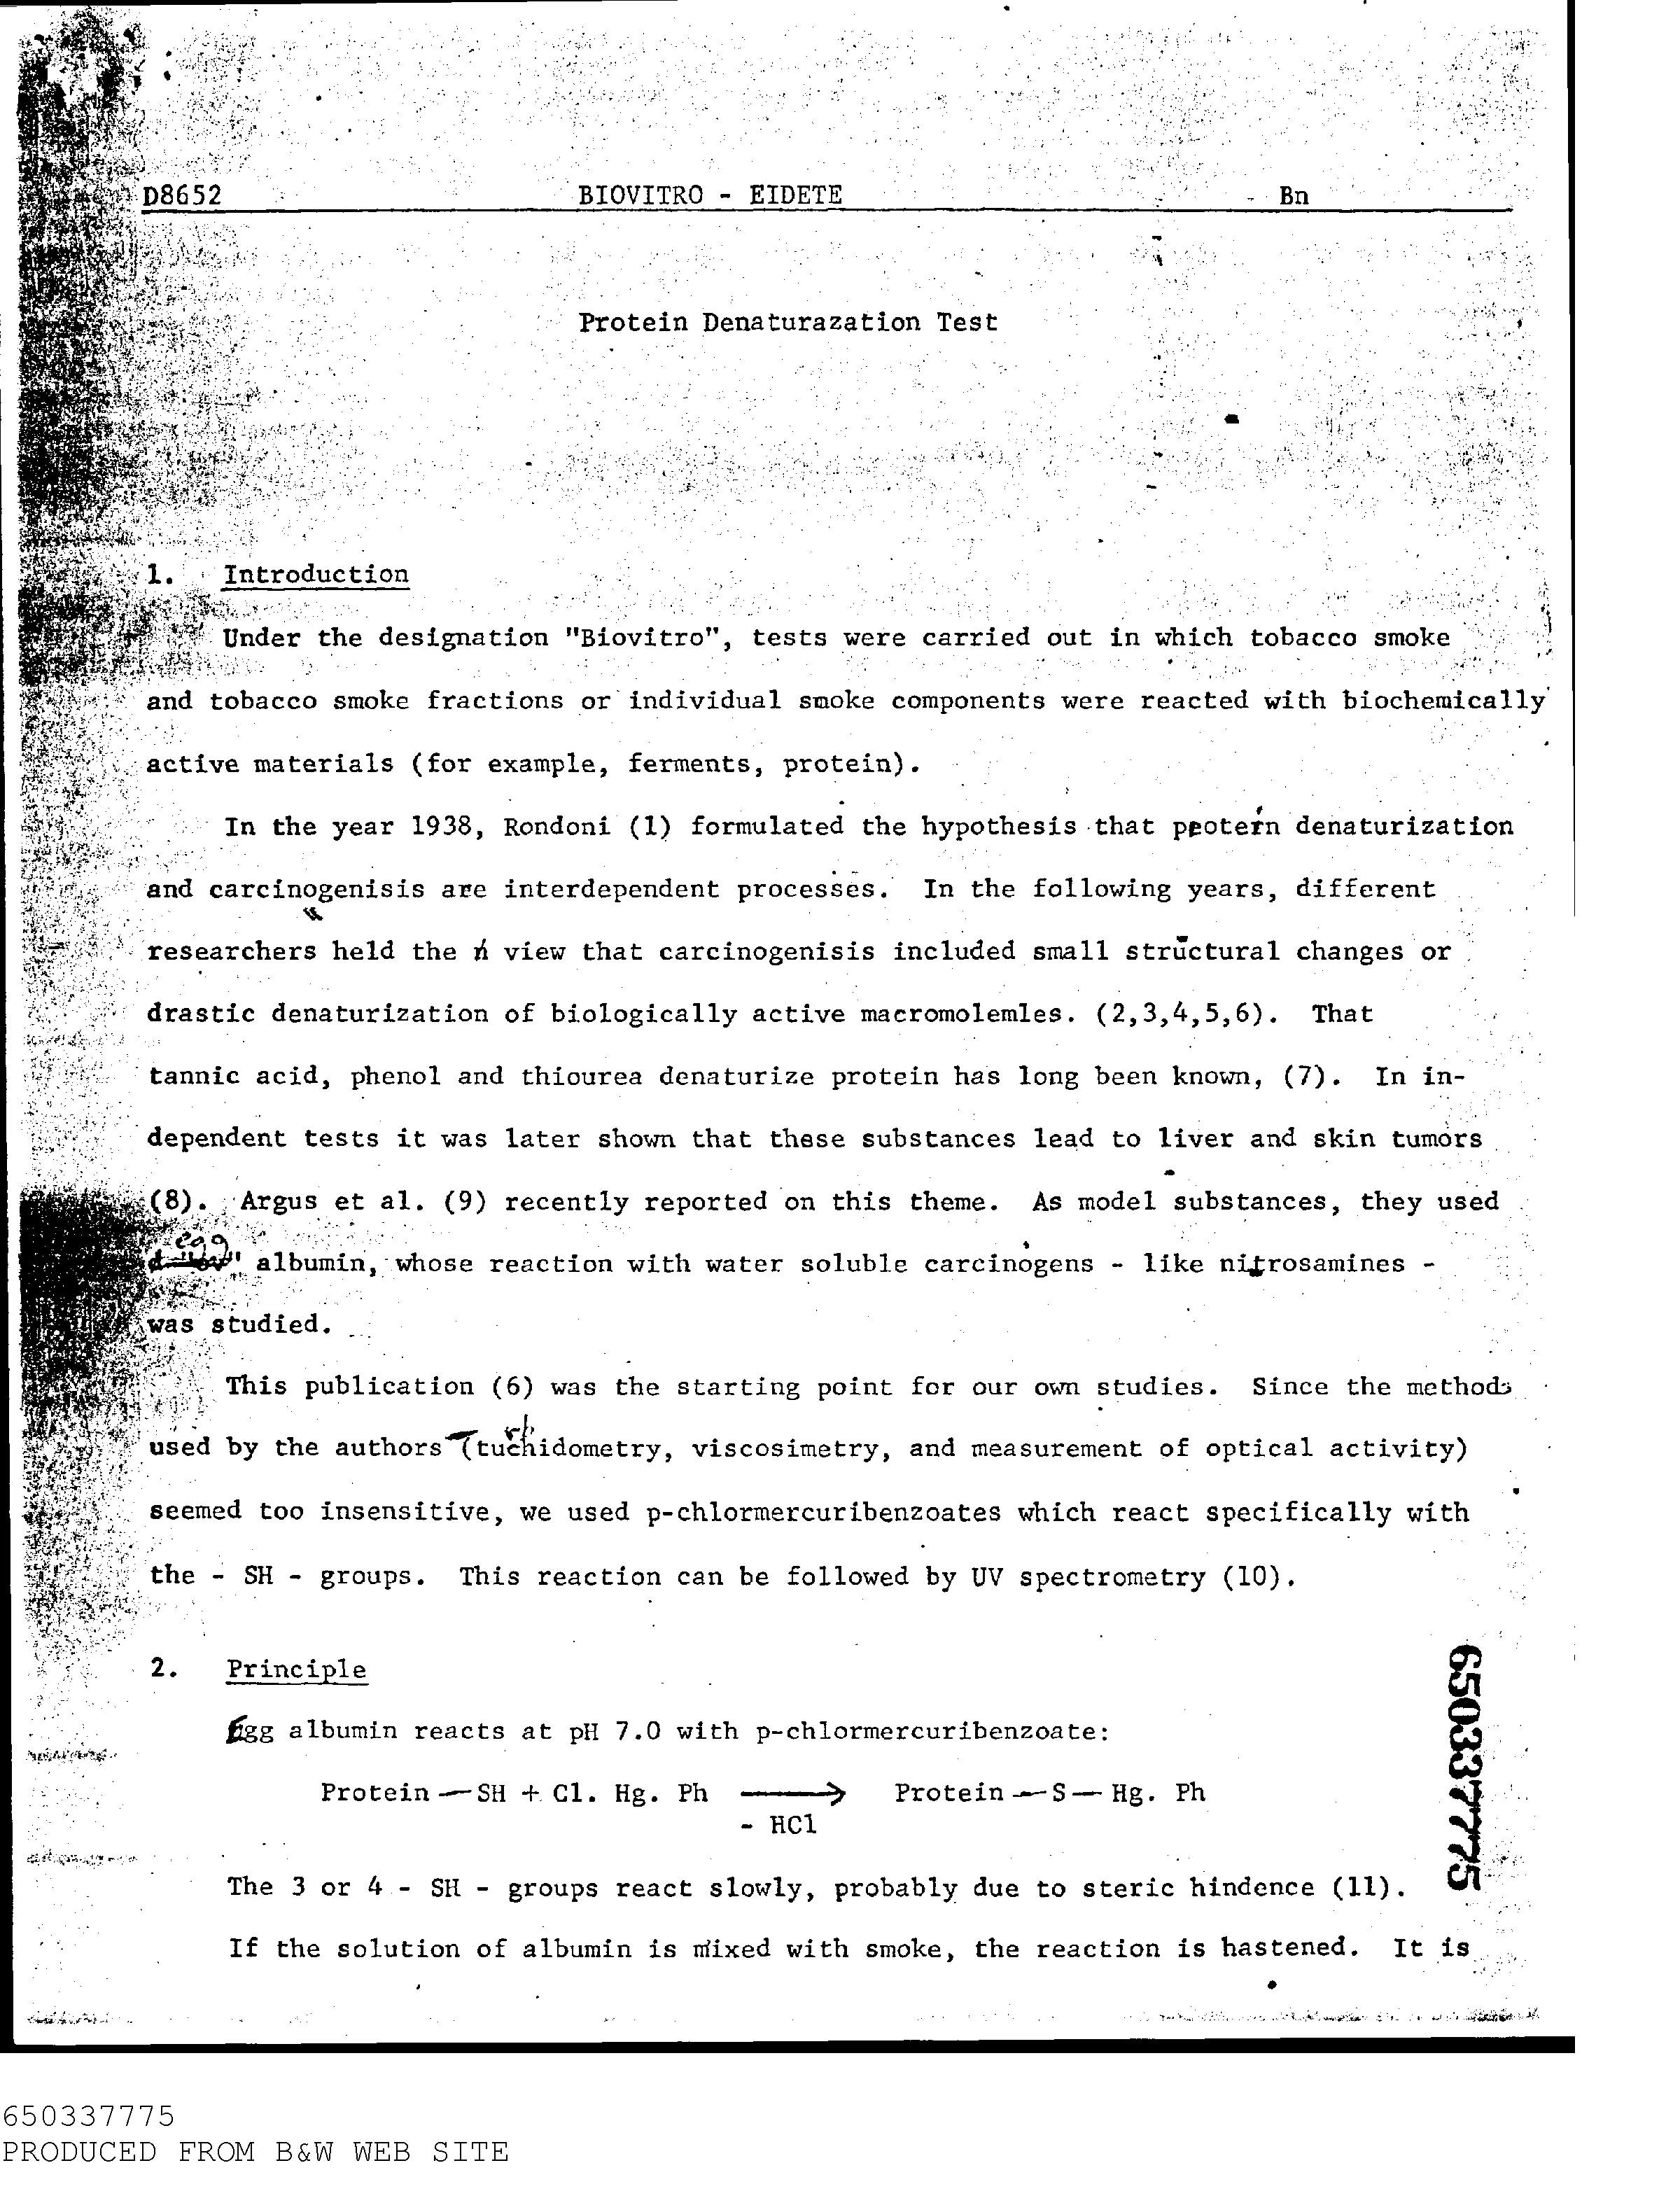 D8652 BIOVITRO - EIDETE Bn
Protein Denaturazation Test
1. Introduction
Under the designation "Biovitro", tests were carried out in which tobacco smoke
and tobacco smoke fractions or individual smoke components were reacted with biochemically
active materials (for example, ferments, protein).
In the year 1938, Rondoni (1) formulated the hypothesis that protein denaturization
and carcinogenisis are interdependent processes. In the following years, different
researchers held the view that carcinogenisis included small structural changes or
drastic denaturization of biologically active macromolemles. (2,3,4,5,6). That
tannic acid, phenol and thiourea denaturize protein has long been known, (7). In in-
dependent tests it was later shown that these substances lead to liver and skin tumors
(8). Argus et al. (9) recently reported on this theme. As model substances, they used
egg albumin, whose reaction with water soluble carcinogens - like nitrosamines -
was studied.
This publication (6) was the starting point for our own studies. Since the methods
used by the authors (tuchidometry, viscosimetry, and measurement of optical activity)
seemed too insensitive, we used p-chlormercuribenzoates which react specifically with
the - SH - groups. This reaction can be followed by UV spectrometry (10).
2. Principle
Egg albumin reacts at pH 7.0 with p-chlormercuribenzoate:
Protein — SH + Cl. Hg. Ph ⟶ Protein — S — Hg. Ph
- HCl
The 3 or 4 - SH - groups react slowly, probably due to steric hindence (11).
If the solution of albumin is mixed with smoke, the reaction is hastened. It is
650337775
650337775
PRODUCED FROM B&W WEB SITE